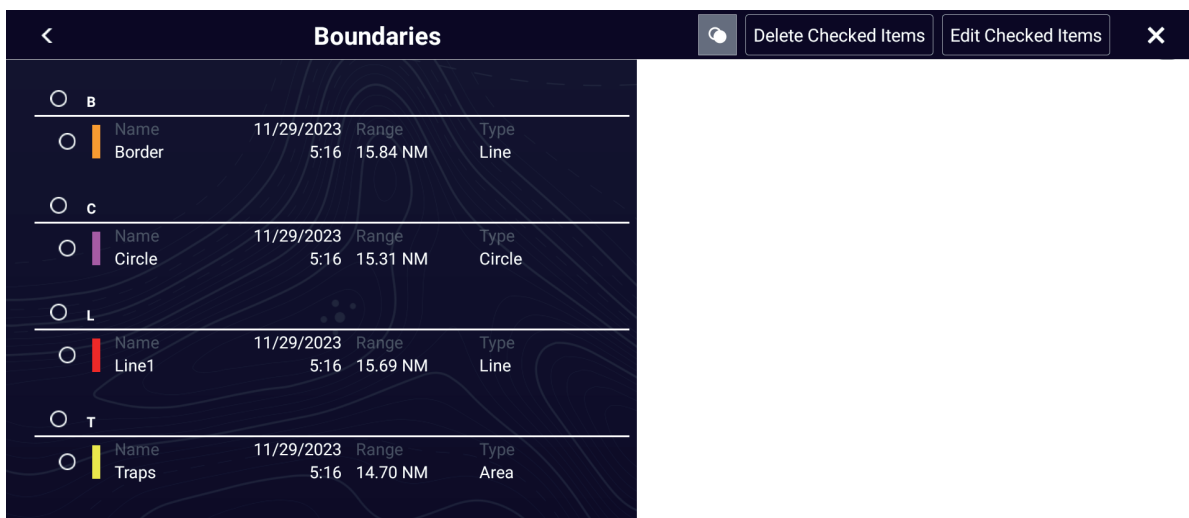 Boundaries Delete Checked Items Edit Checked Items
B
Name 11/29/2023 Range Type
Border 5:16 15.84 NM Line
C
Name 11/29/2023 Range Type
Circle 5:16 15.31 NM Circle
L
Name 11/29/2023 Range Type
Line1 5:16 15.69 NM Line
T
Name 11/29/2023 Range Type
Traps 5:16 14.70 NM Area